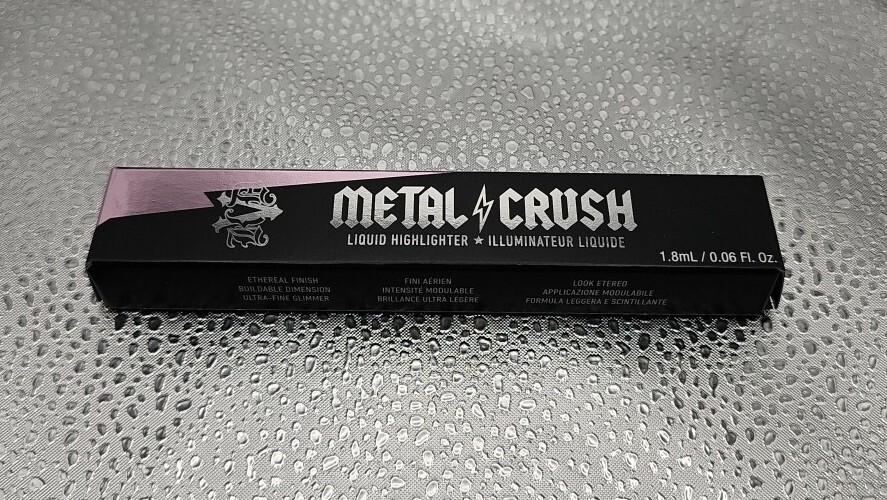 KVD
METAL CRUSH
LIQUID HIGHLIGHTER ★ ILLUMINATEUR LIQUIDE
1.8mL / 0.06 Fl. Oz.
ETHEREAL FINISH
BUILDABLE DIMENSION
ULTRA-FINE GLIMMER
FINI AÉRIEN
INTENSITÉ MODULABLE
BRILLANCE ULTRA LÉGÈRE
LOOK ETEREO
APPLICAZIONE MODULABILE
FORMULA LEGGERA E SCINTILLANTE